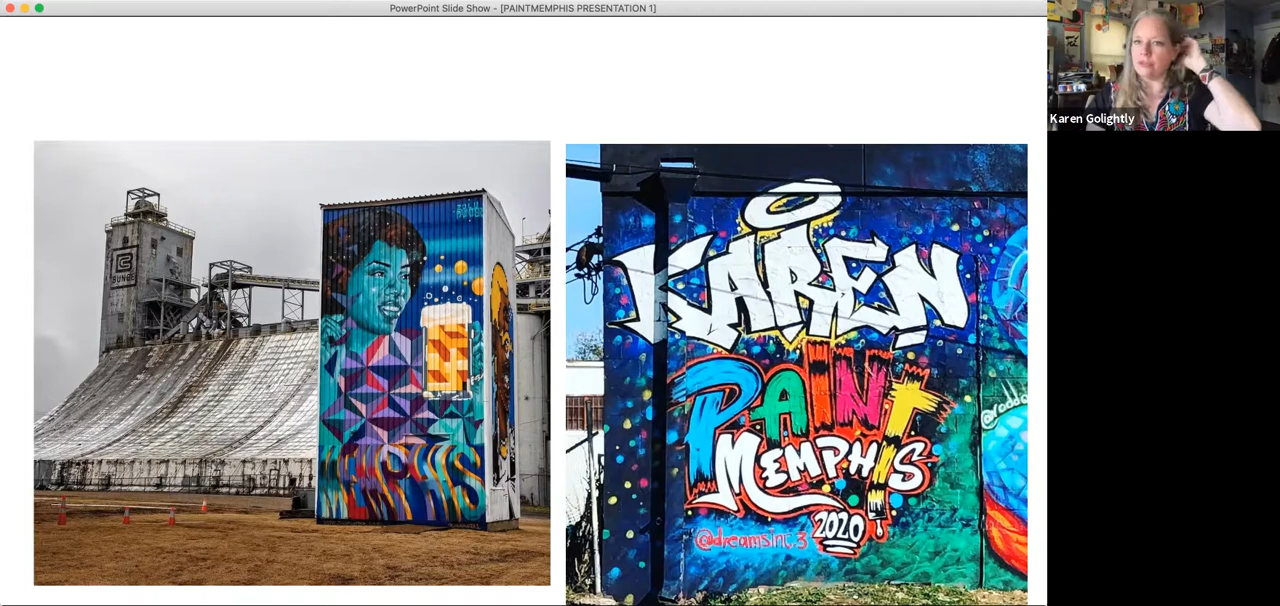 PowerPoint Slide Show - [PAINTMEMPHIS PRESENTATION 1]
Karen Golightly
BUNGE
MEMPHIS
KAREN
PAINT
MEMPHIS
2020
@dreamsinc.3